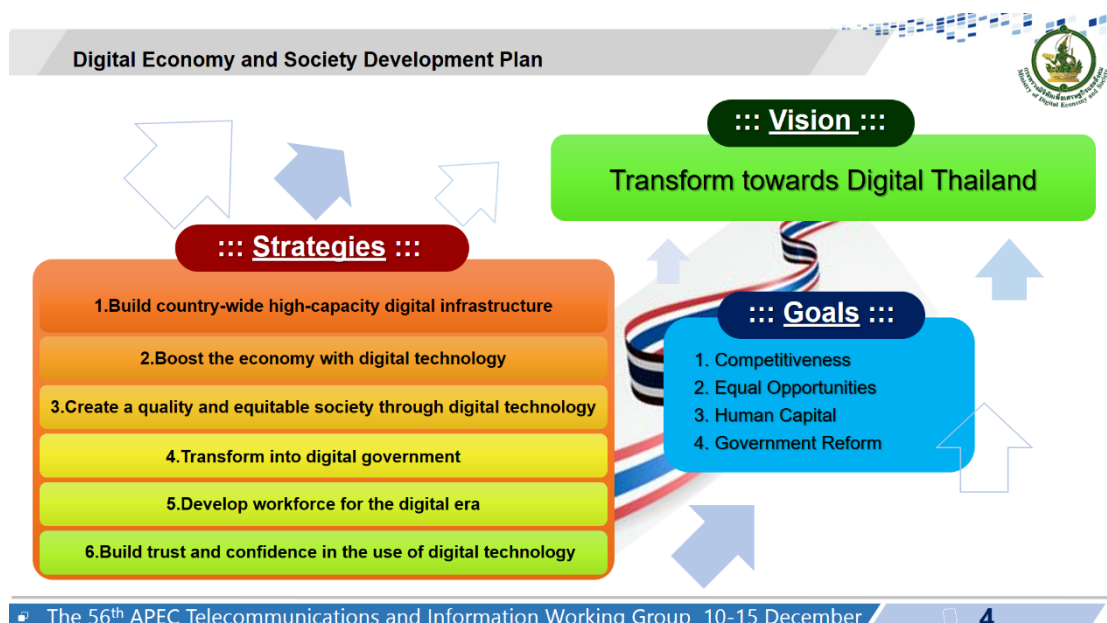 Digital Economy and Society Development Plan
::: Vision :::
Transform towards Digital Thailand
::: Strategies :::
1.Build country-wide high-capacity digital infrastructure
2.Boost the economy with digital technology
3.Create a quality and equitable society through digital technology
4.Transform into digital government
5.Develop workforce for the digital era
6.Build trust and confidence in the use of digital technology
::: Goals :::
1. Competitiveness
2. Equal Opportunities
3. Human Capital
4. Government Reform
The 56th APEC Telecommunications and Information Working Group, 10-15 December
4